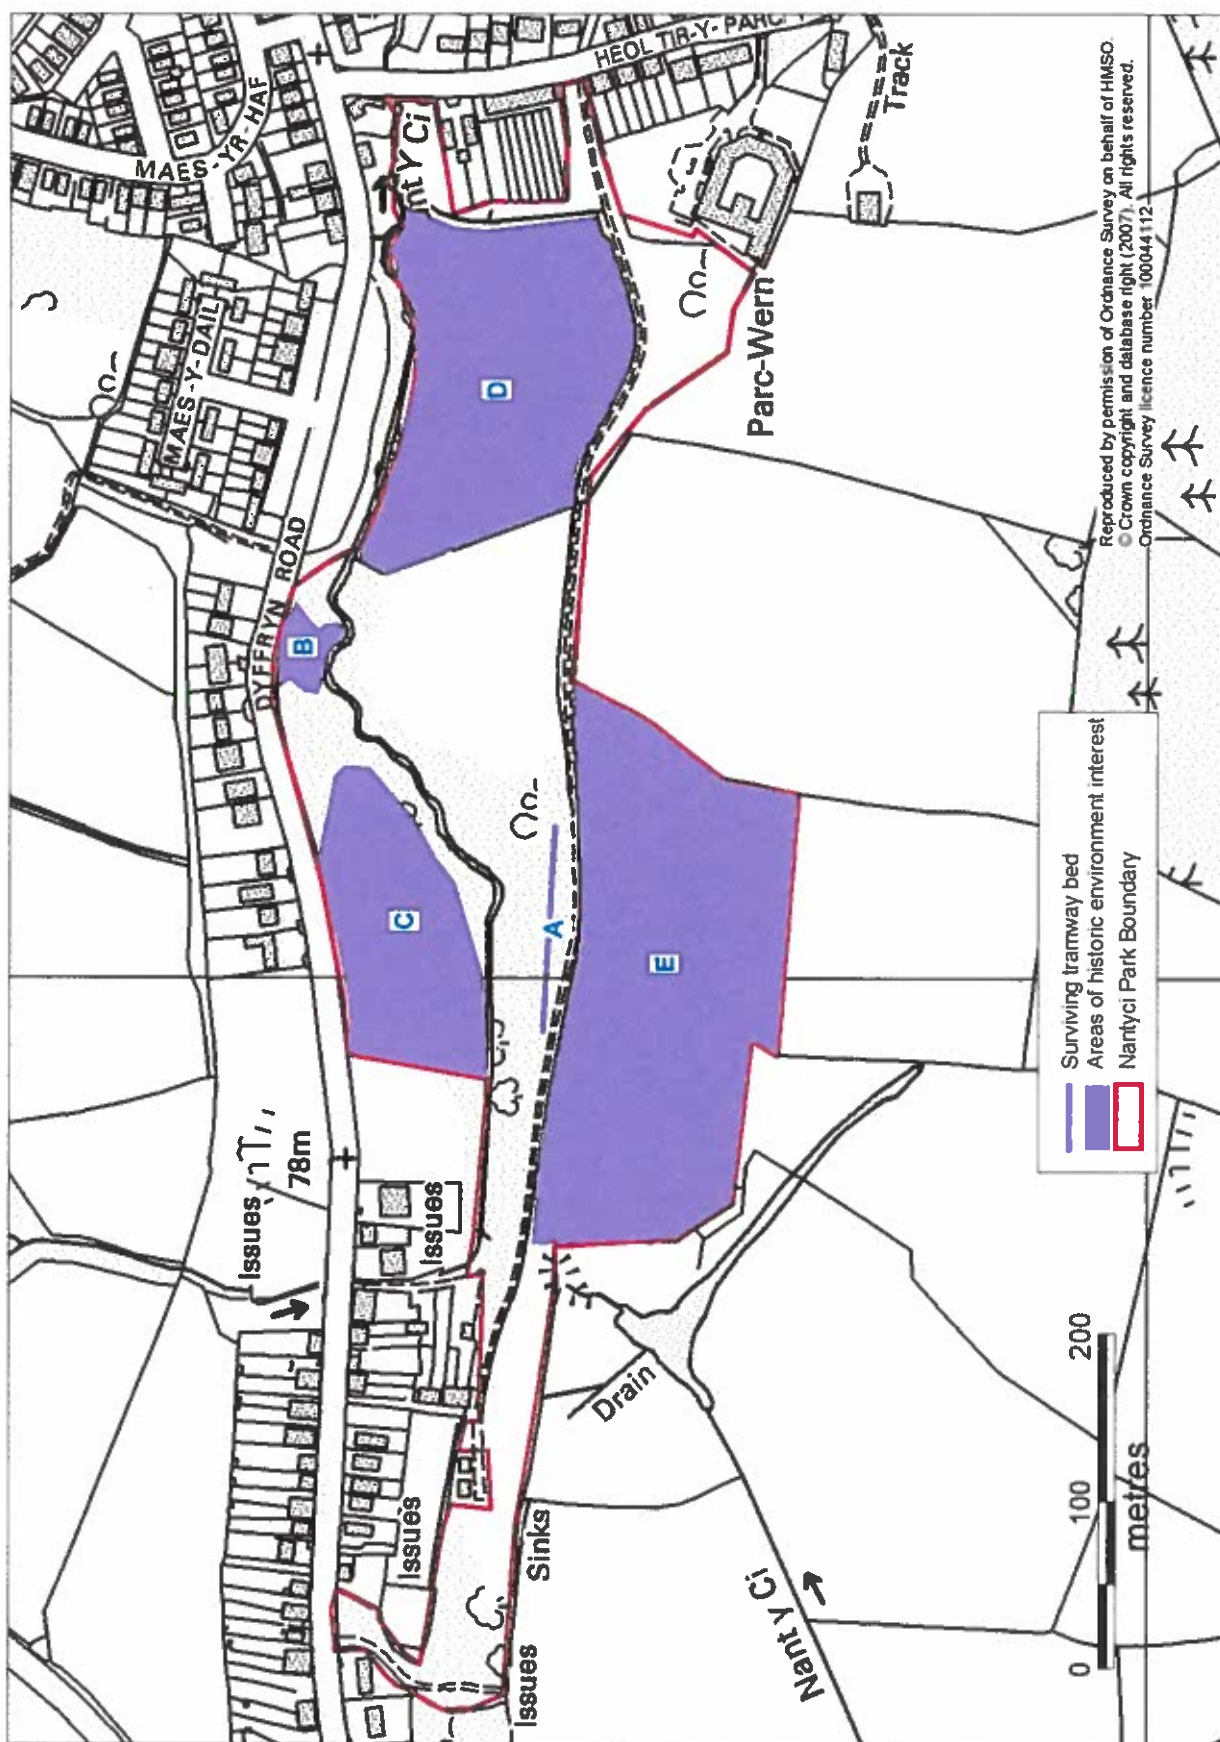 HEOL TIR-Y-PARC
MAES-YR-HAF
MAES-Y-DAIL
nt Y Ci
Track
DYFFRYN ROAD
Parc-Wern
A
B
C
D
E
Issues
78m
Issues
Issues
Issues
Sinks
Drain
Nant y Ci
Surviving tramway bed
Areas of historic environment interest
Nantyci Park Boundary
0 100 200
metres
Reproduced by permission of Ordnance Survey on behalf of HMSO.
© Crown copyright and database right (2007). All rights reserved.
Ordnance Survey licence number 100044112